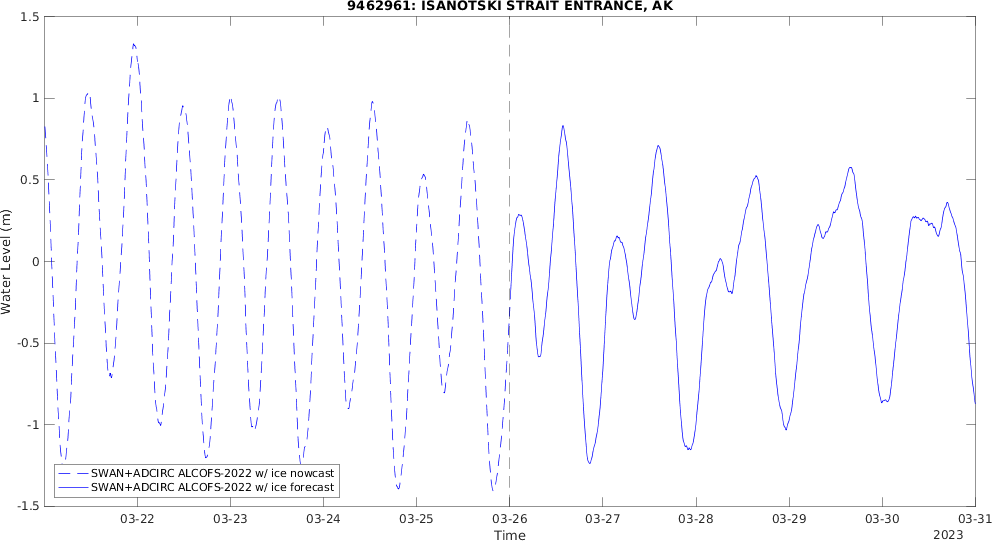 9462961: ISANOTSKI STRAIT ENTRANCE, AK
1.5
1
0.5
0
-0.5
-1
-1.5
Water Level (m)
SWAN+ADCIRC ALCOFS-2022 w/ ice nowcast
SWAN+ADCIRC ALCOFS-2022 w/ ice forecast
03-22 03-23 03-24 03-25 03-26 03-27 03-28 03-29 03-30 03-31
Time
2023